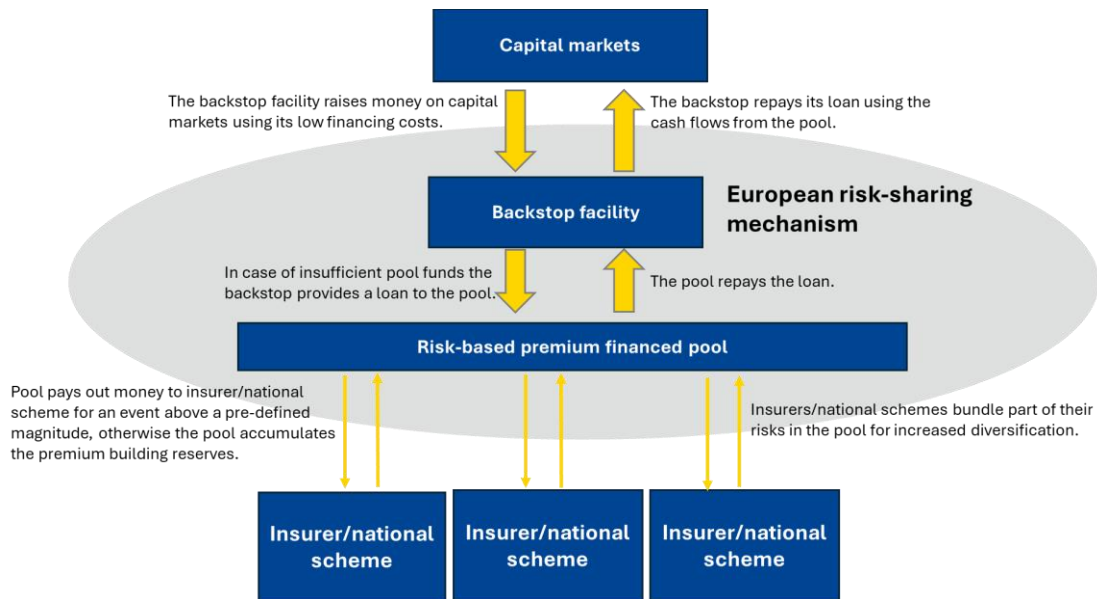 Capital markets
The backstop facility raises money on capital
markets using its low financing costs.
The backstop repays its loan using the
cash flows from the pool.
Backstop facility
European risk-sharing
mechanism
In case of insufficient pool funds the
backstop provides a loan to the pool.
The pool repays the loan.
Risk-based premium financed pool
Pool pays out money to insurer/national
scheme for an event above a pre-defined
magnitude, otherwise the pool accumulates
the premium building reserves.
Insurers/national schemes bundle part of their
risks in the pool for increased diversification.
Insurer/national
scheme
Insurer/national
scheme
Insurer/national
scheme